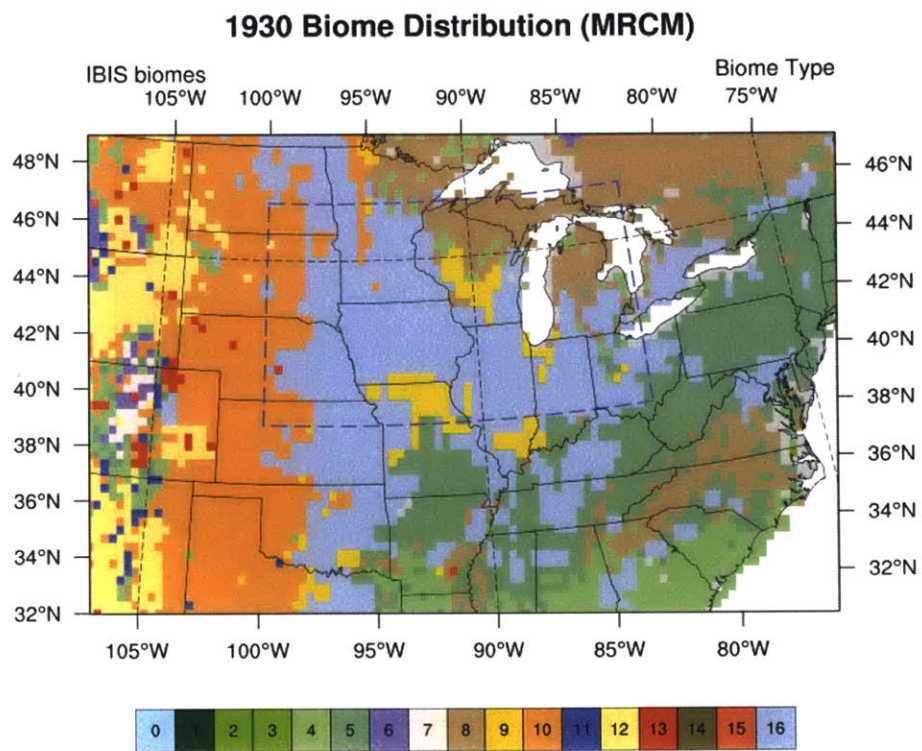 1930 Biome Distribution (MRCM)
IBIS biomes
Biome Type
105°W 100°W 95°W 90°W 85°W 80°W 75°W
48°N 46°N
46°N 44°N
44°N 42°N
42°N 40°N
40°N 38°N
38°N 36°N
36°N 34°N
34°N 32°N
32°N
105°W 100°W 95°W 90°W 85°W 80°W
0 1 2 3 4 5 6 7 8 9 10 11 12 13 14 15 16